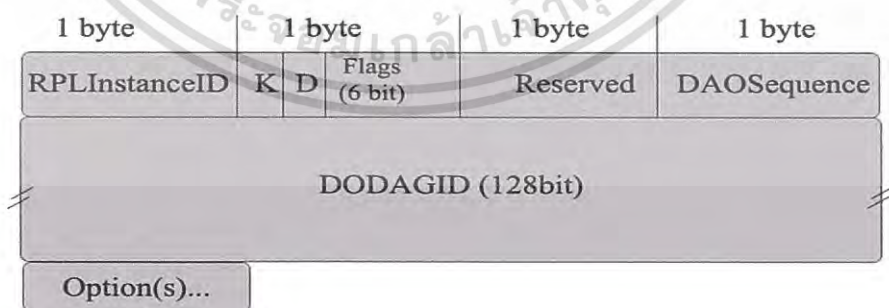 1 byte 1 byte 1 byte 1 byte
RPLInstanceID K D Flags (6 bit) Reserved DAOSequence
DODAGID (128bit)
Option(s)...